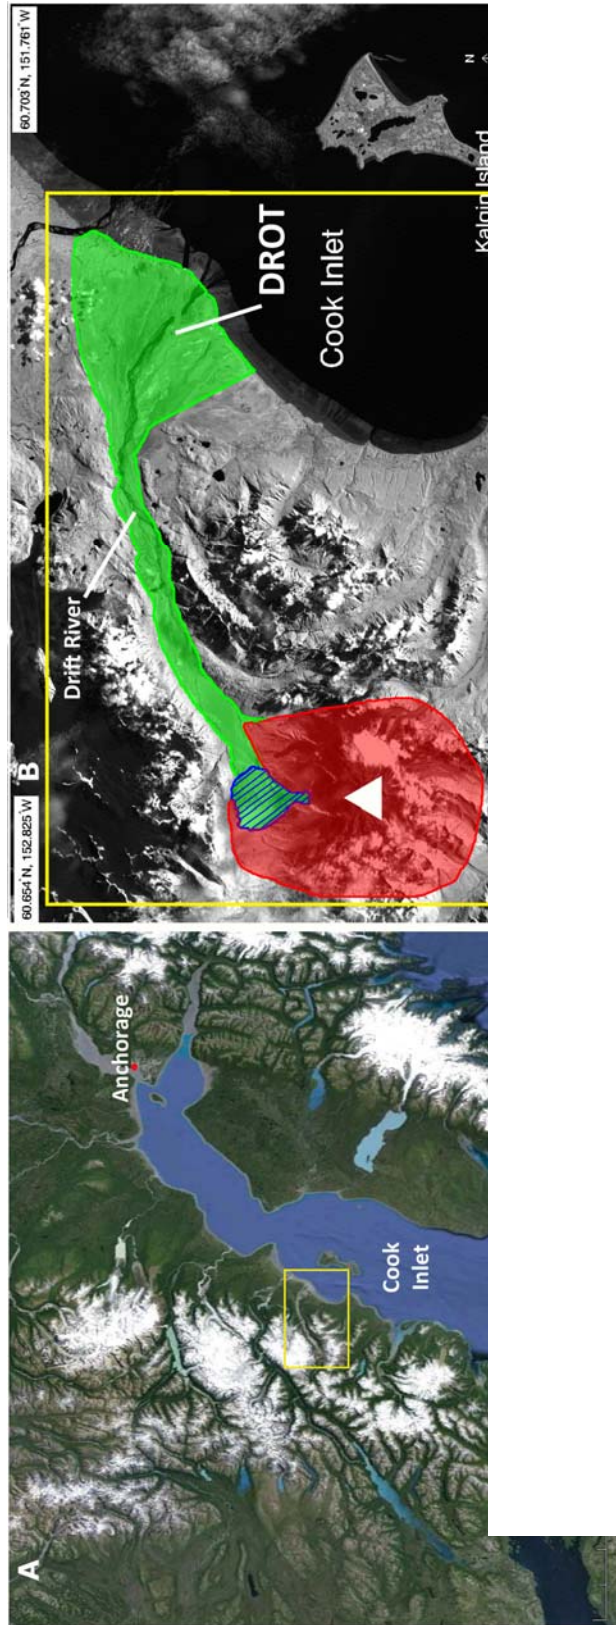 A
Anchorage
Cook
Inlet
B
60.654°N, 152.825°W
60.703°N, 151.761°W
Drift River
DROT
Cook Inlet
Kalgin Island
N